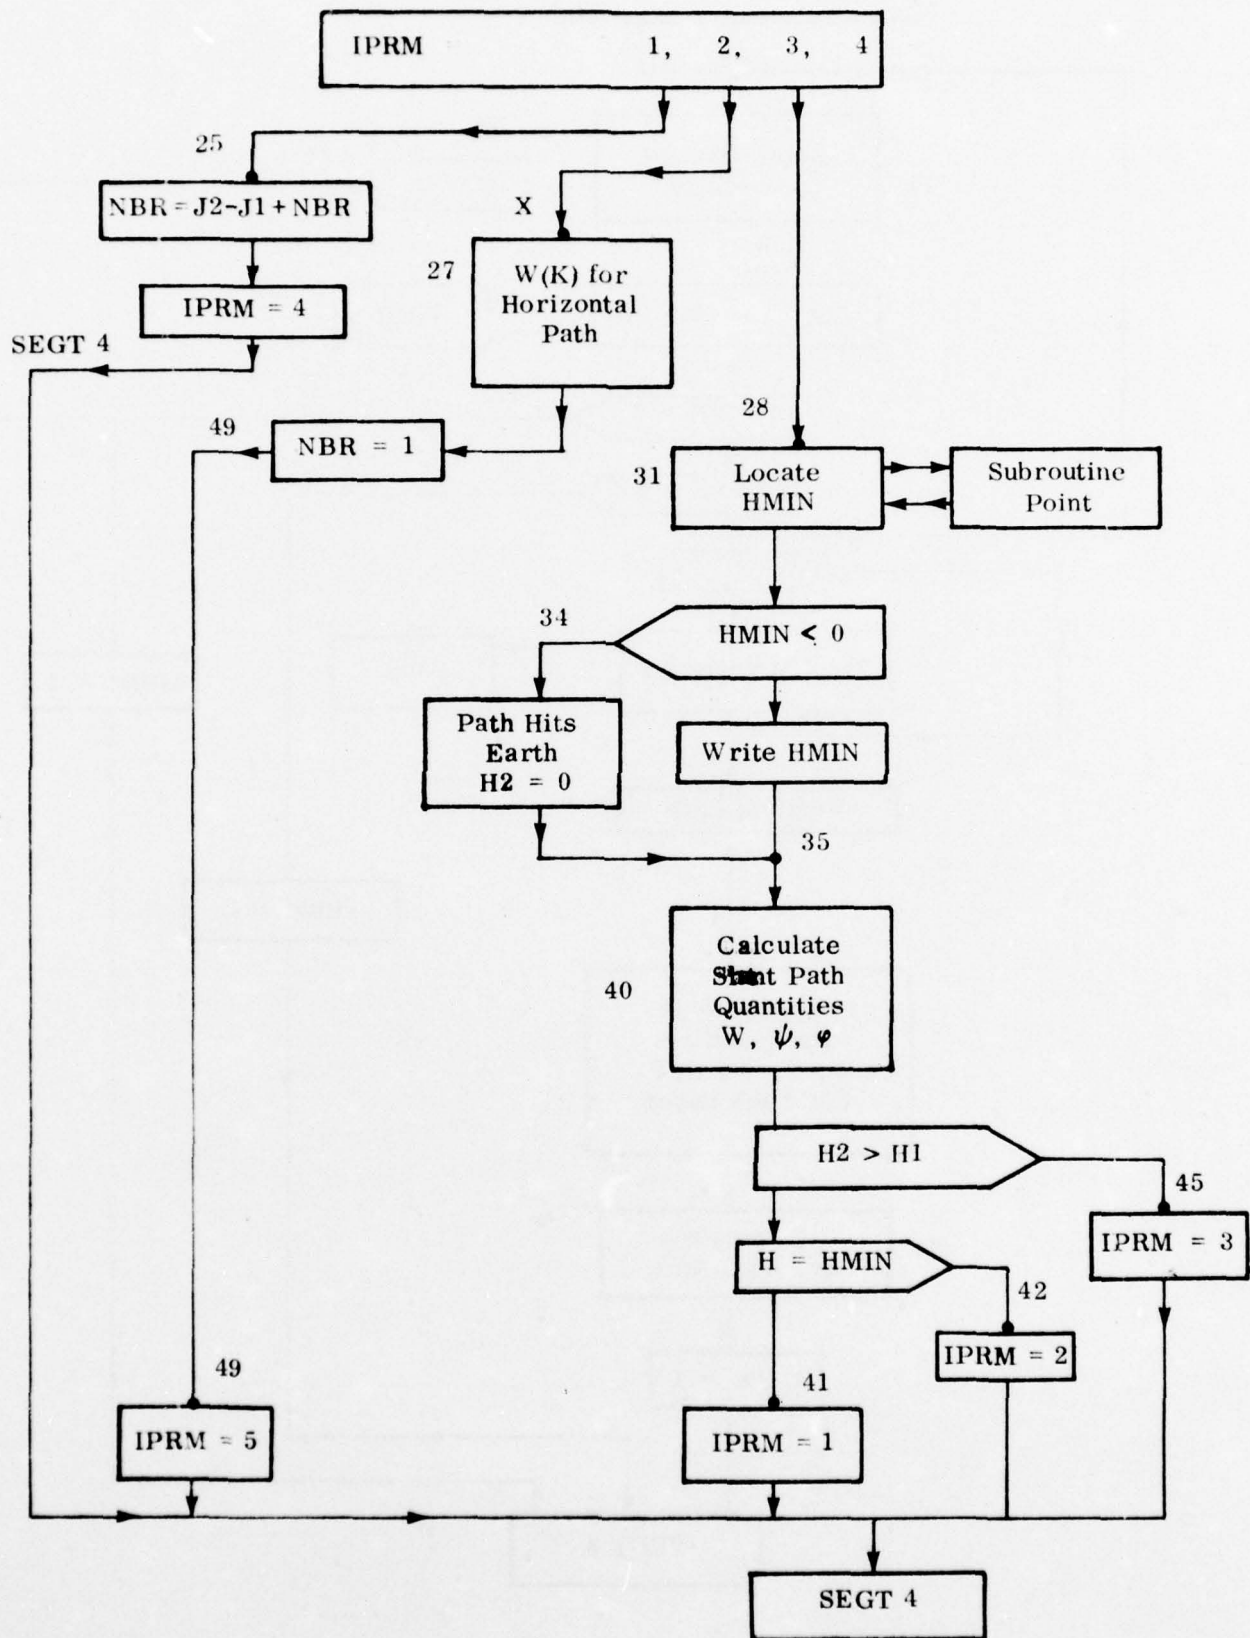 IPRM 1, 2, 3, 4
25
NBR = J2-J1 + NBR
IPRM = 4
SEGT 4
X
27
W(K) for
Horizontal
Path
49
NBR = 1
28
31
Locate
HMIN
Subroutine
Point
HMIN < 0
34
Path Hits
Earth
H2 = 0
Write HMIN
35
40
Calculate
Slant Path
Quantities
W, ψ, φ
H2 > H1
45
IPRM = 3
H = HMIN
42
IPRM = 2
49
IPRM = 5
41
IPRM = 1
SEGT 4